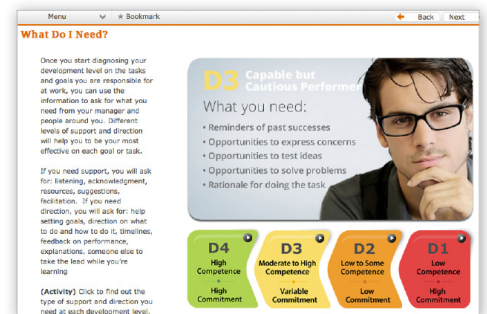 Menu
★ Bookmark
Back
Next
What Do I Need?
Once you start diagnosing your
development level on the tasks
and goals you are responsible for
at work, you can use the
information to ask for what you
need from your manager and
people around you. Different
levels of support and direction
will help you to be your most
effective on each goal or task.
If you need support, you will ask
for: listening, acknowledgment,
resources, suggestions,
facilitation. If you need
direction, you will ask for: help
setting goals, direction on what
to do and how to do it, timelines,
feedback on performance,
explanations, someone else to
take the lead while you're
learning
(Activity) Click to find out the
type of support and direction you
need at each development level.
D3 Capable but
Cautious Performer
What you need:
• Reminders of past successes
• Opportunities to express concerns
• Opportunities to test ideas
• Opportunities to solve problems
• Rationale for doing the task
D4
High
Competence
•
High
Commitment
D3
Moderate to High
Competence
•
Variable
Commitment
D2
Low to Some
Competence
•
Low
Commitment
D1
Low
Competence
•
High
Commitment